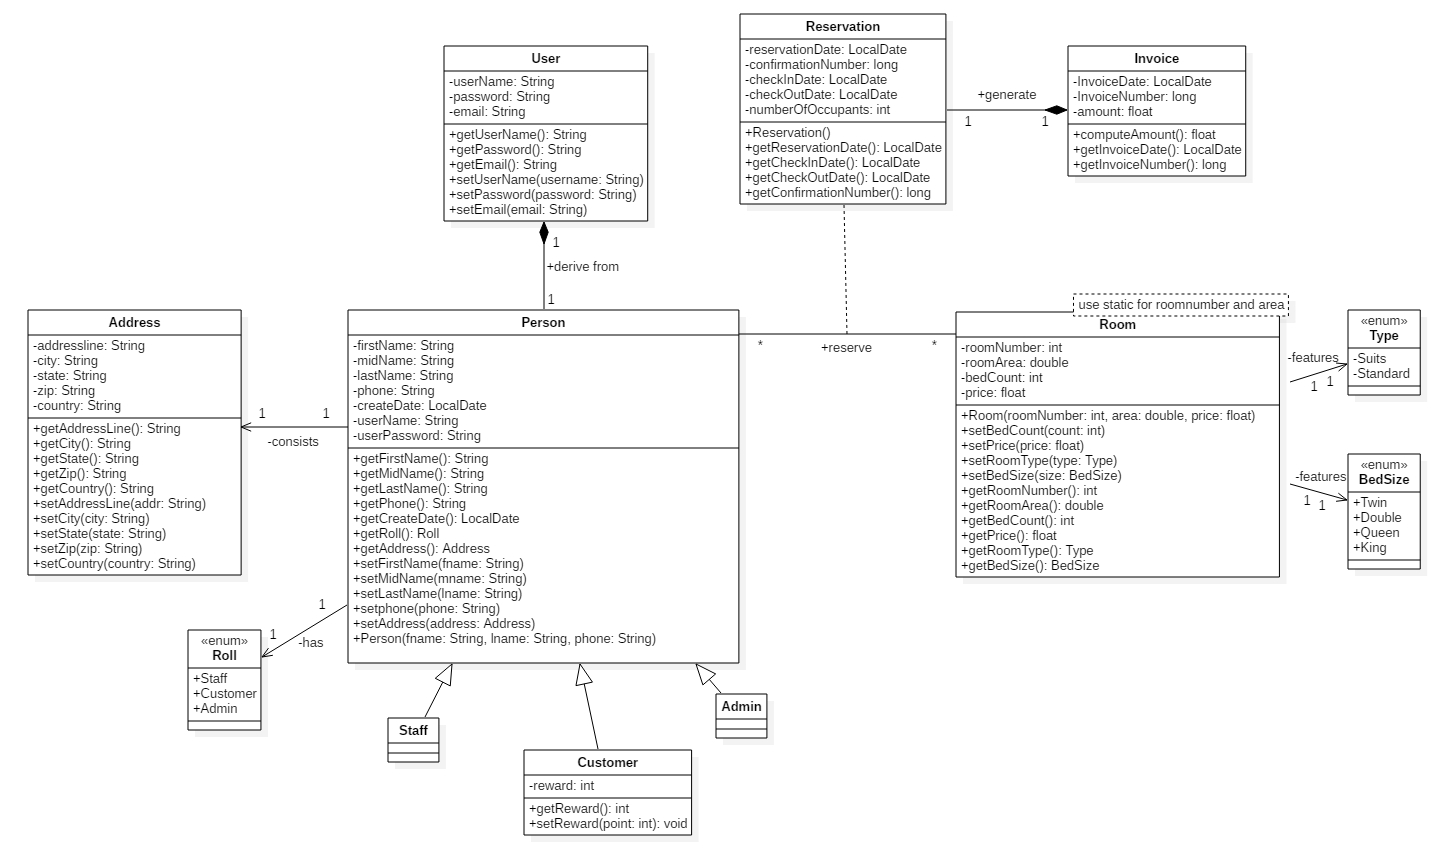 User
-userName: String
-password: String
-email: String
+getUserName(): String
+getPassword(): String
+getEmail(): String
+setUserName(username: String)
+setPassword(password: String)
+setEmail(email: String)
1
+derive from
1
Reservation
-reservationDate: LocalDate
-confirmationNumber: long
-checkInDate: LocalDate
-checkOutDate: LocalDate
-numberOfOccupants: int
+Reservation()
+getReservationDate(): LocalDate
+getCheckInDate(): LocalDate
+getCheckOutDate(): LocalDate
+getConfirmationNumber(): long
+generate
1
1
Invoice
-InvoiceDate: LocalDate
-InvoiceNumber: long
-amount: float
+computeAmount(): float
+getInvoiceDate(): LocalDate
+getInvoiceNumber(): long
Address
-addressline: String
-city: String
-state: String
-zip: String
-country: String
+getAddressLine(): String
+getCity(): String
+getState(): String
+getZip(): String
+getCountry(): String
+setAddressLine(addr: String)
+setCity(city: String)
+setState(state: String)
+setZip(zip: String)
+setCountry(country: String)
1
1
-consists
Person
-firstName: String
-midName: String
-lastName: String
-phone: String
-createDate: LocalDate
-userName: String
-userPassword: String
+getFirstName(): String
+getMidName(): String
+getLastName(): String
+getPhone(): String
+getCreateDate(): LocalDate
+getRoll(): Roll
+getAddress(): Address
+setFirstName(fname: String)
+setMidName(mname: String)
+setLastName(lname: String)
+setphone(phone: String)
+setAddress(address: Address)
+Person(fname: String, lname: String, phone: String)
*
+reserve
*
use static for roomnumber and area
Room
-roomNumber: int
-roomArea: double
-bedCount: int
-price: float
+Room(roomNumber: int, area: double, price: float)
+setBedCount(count: int)
+setPrice(price: float)
+setRoomType(type: Type)
+setBedSize(size: BedSize)
+getRoomNumber(): int
+getRoomArea(): double
+getBedCount(): int
+getPrice(): float
+getRoomType(): Type
+getBedSize(): BedSize
-features
1
1
«enum»
Type
-Suits
-Standard
-features
1
1
«enum»
BedSize
+Twin
+Double
+Queen
+King
1
1
-has
«enum»
Roll
+Staff
+Customer
+Admin
Staff
Admin
Customer
-reward: int
+getReward(): int
+setReward(point: int): void